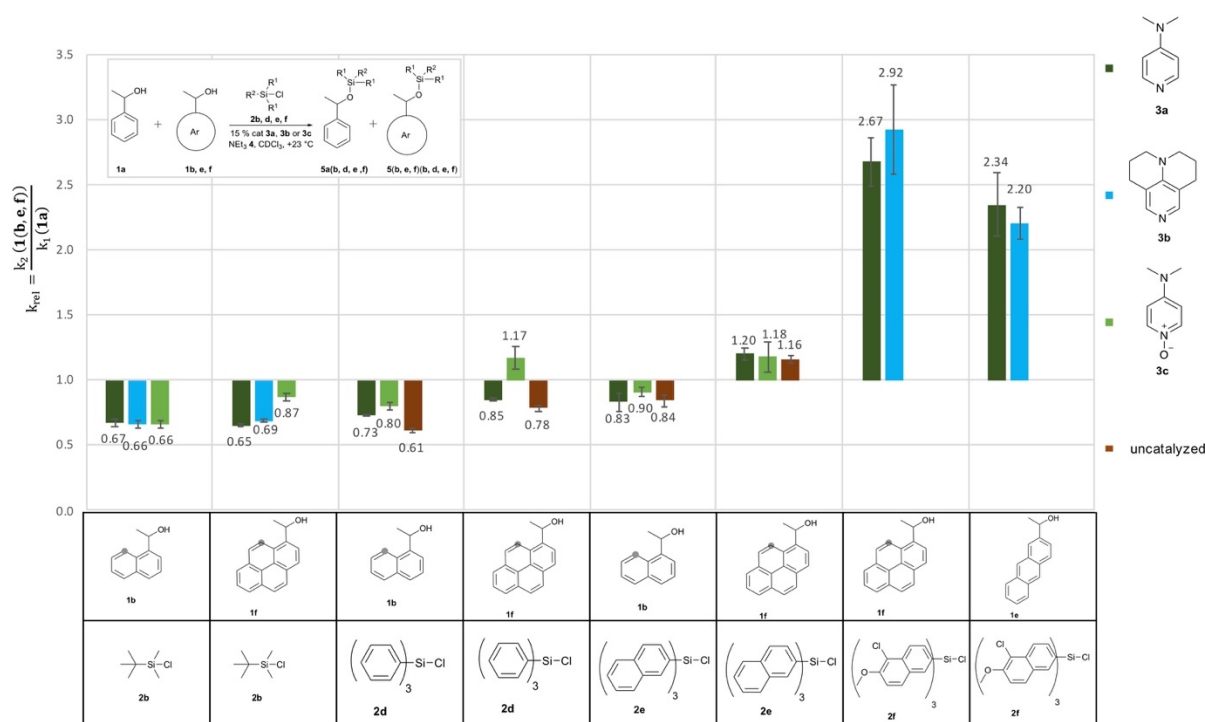 3.5
3.0
2.5
2.0
1.5
1.0
0.5
0.0
k_rel = k₂ (1(b, e, f)) / k₁ (1a)
OH
1a
+
OH
Ar
1b, e, f
R¹
R² Si Cl
R¹
2b, d, e, f
15 % cat 3a, 3b or 3c
NEt₃ 4, CDCl₃, +23 °C
R¹ R²
Si R¹
O
5a(b, d, e ,f)
+
R¹ R²
Si R¹
O
Ar
5(b, e, f)(b, d, e, f)
0.67
0.66
0.66
0.65
0.69
0.87
0.73
0.80
0.61
0.85
1.17
0.78
0.83
0.90
0.84
1.20
1.18
1.16
2.67
2.92
2.34
2.20
N
N
3a
N
N
3b
N
N⁺
O⁻
3c
uncatalyzed
OH
1b
OH
1f
OH
1b
OH
1f
OH
1b
OH
1f
OH
1f
OH
1e
Si-Cl
2b
Si-Cl
2b
( )₃ Si-Cl
2d
( )₃ Si-Cl
2d
( )₃ Si-Cl
2e
( )₃ Si-Cl
2e
Cl
O
( )₃ Si-Cl
2f
Cl
O
( )₃ Si-Cl
2f